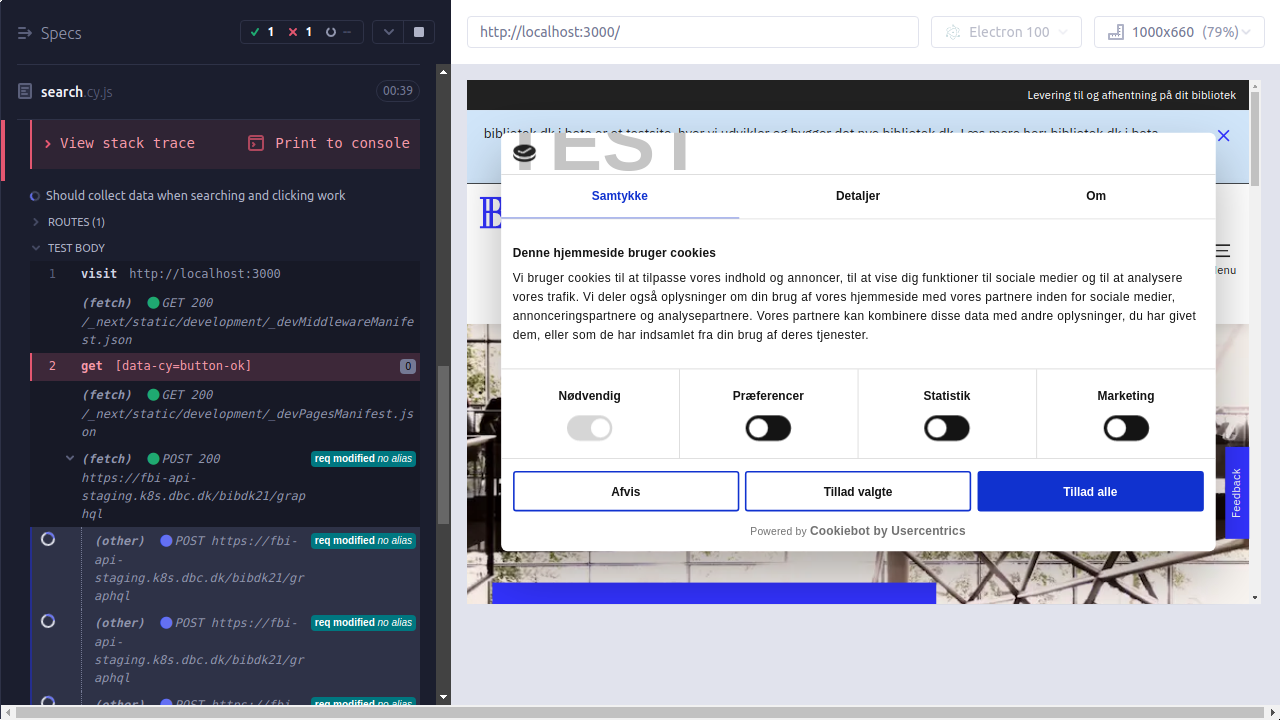 Specs
1
1
--
search.cy.js
00:39
View stack trace
Print to console
Should collect data when searching and clicking work
ROUTES (1)
TEST BODY
1 visit http://localhost:3000
(fetch) GET 200
/_next/static/development/_devMiddlewareManife
st.json
2 get [data-cy=button-ok] 0
(fetch) GET 200
/_next/static/development/_devPagesManifest.js
on
(fetch) POST 200 req modified no alias
https://fbi-api-
staging.k8s.dbc.dk/bibdk21/grap
hql
(other) POST https://fbi- req modified no alias
api-
staging.k8s.dbc.dk/bibdk21/gr
aphql
(other) POST https://fbi- req modified no alias
api-
staging.k8s.dbc.dk/bibdk21/gr
aphql
(other) POST https://fbi- req modified no alias
http://localhost:3000/
Electron 100
1000x660 (79%)
Levering til og afhentning på dit bibliotek
bibliotek.dk i beta er et testsite, hvor vi udvikler og bygger det nye bibliotek.dk. Læs mere her: bibliotek.dk i beta
TEST
Samtykke
Detaljer
Om
Denne hjemmeside bruger cookies
Vi bruger cookies til at tilpasse vores indhold og annoncer, til at vise dig funktioner til sociale medier og til at analysere
vores trafik. Vi deler også oplysninger om din brug af vores hjemmeside med vores partnere inden for sociale medier,
annonceringspartnere og analysepartnere. Vores partnere kan kombinere disse data med andre oplysninger, du har givet
dem, eller som de har indsamlet fra din brug af deres tjenester.
Nødvendig
Præferencer
Statistik
Marketing
Afvis
Tillad valgte
Tillad alle
Powered by Cookiebot by Usercentrics
Feedback